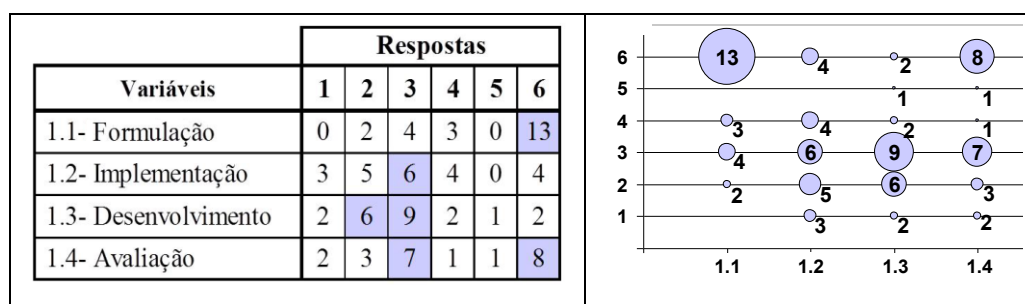 Respostas
Variáveis 1 2 3 4 5 6
1.1- Formulação 0 2 4 3 0 13
1.2- Implementação 3 5 6 4 0 4
1.3- Desenvolvimento 2 6 9 2 1 2
1.4- Avaliação 2 3 7 1 1 8
6 13 4 2 8
5 1 1
4 3 4 2 1
3 4 6 9 7
2 2 5 6 3
1 3 2 2
1.1 1.2 1.3 1.4